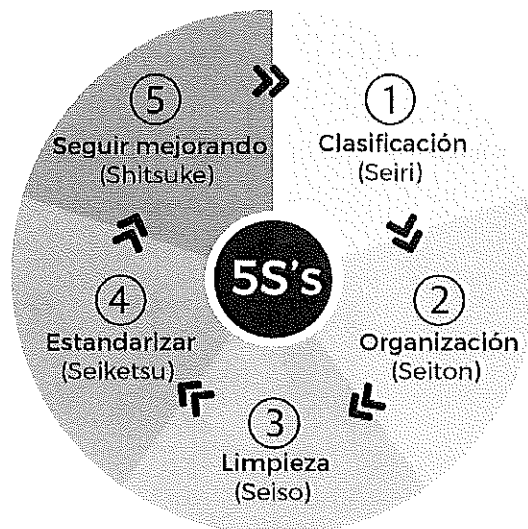 5S's
1
Clasificación
(Seiri)
2
Organización
(Seiton)
3
Limpieza
(Seiso)
4
Estandarizar
(Seiketsu)
5
Seguir mejorando
(Shitsuke)